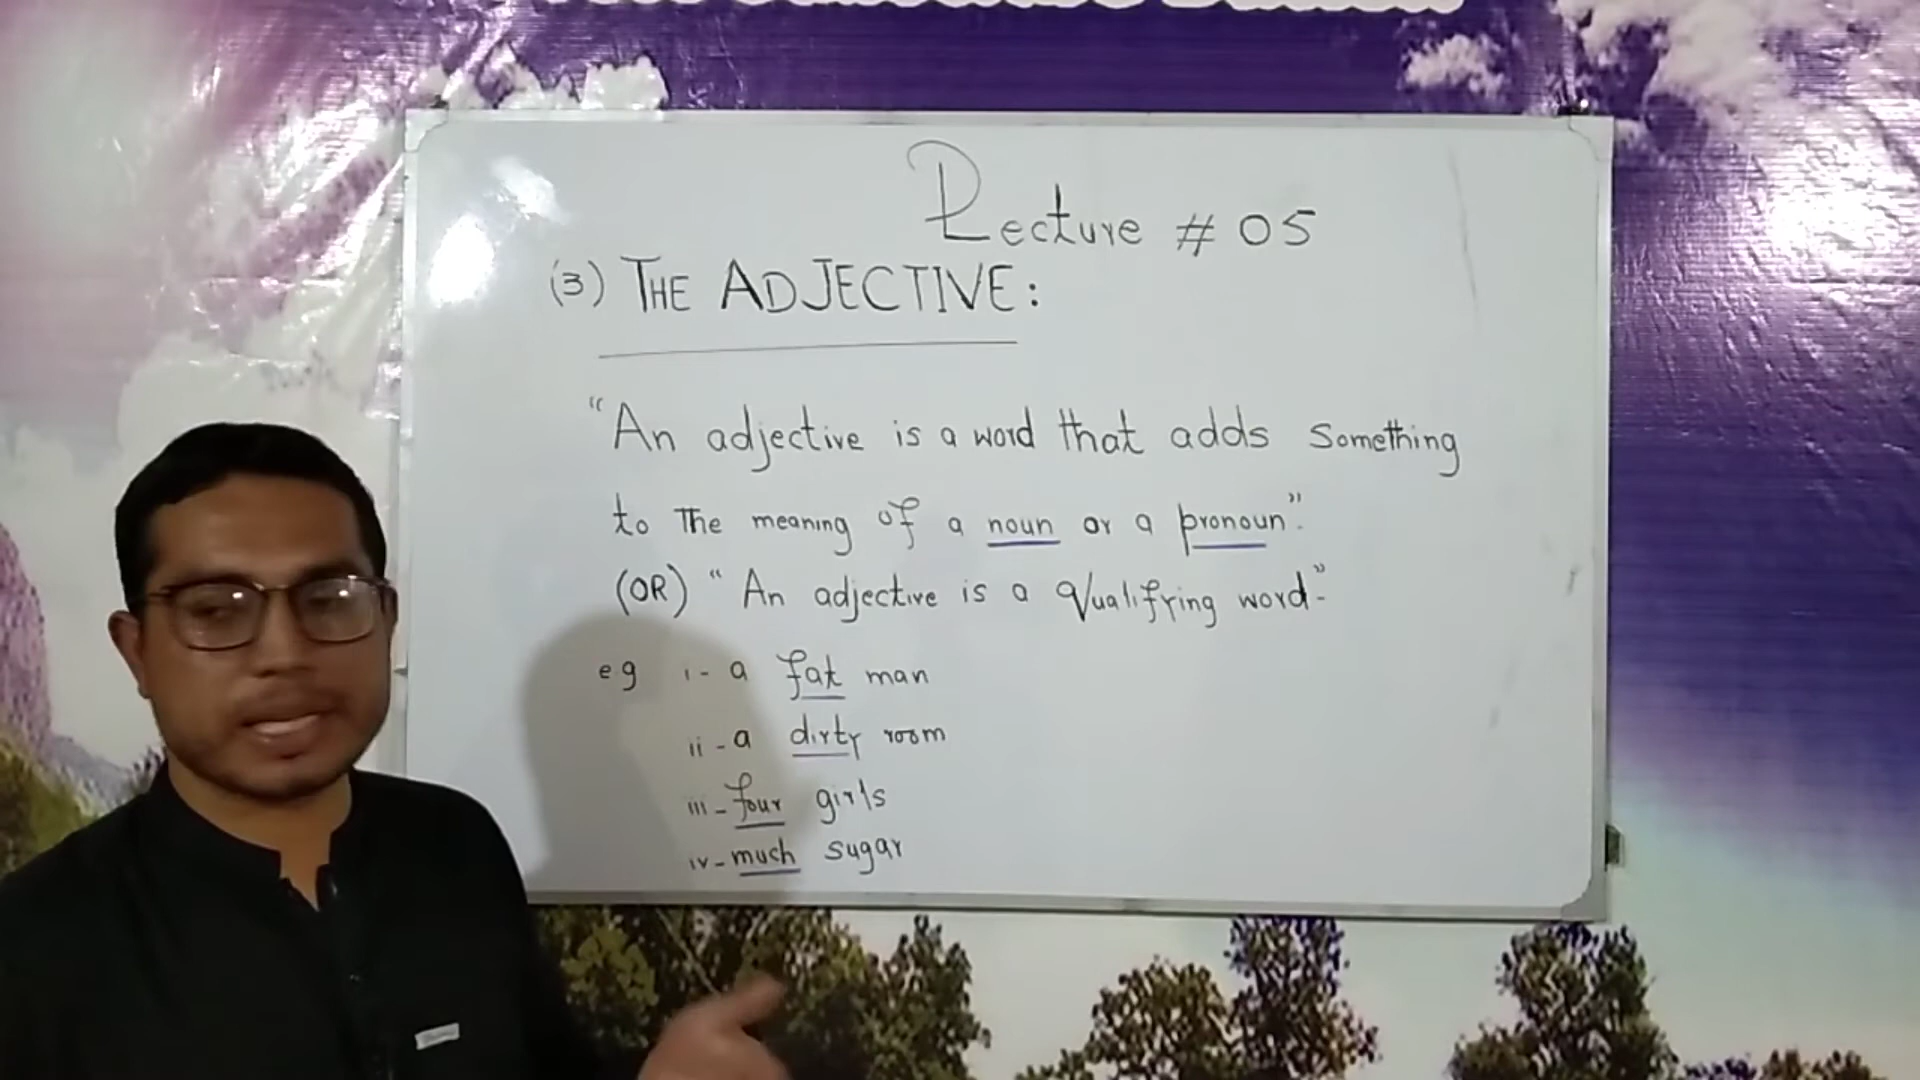 Lecture # 05
(3) THE ADJECTIVE:
"An adjective is a word that adds something
to The meaning of a noun or a pronoun".
(OR) "An adjective is a Qualifying word"-
e.g i- a fat man
ii - a dirty room
iii - four girls
iv - much sugar